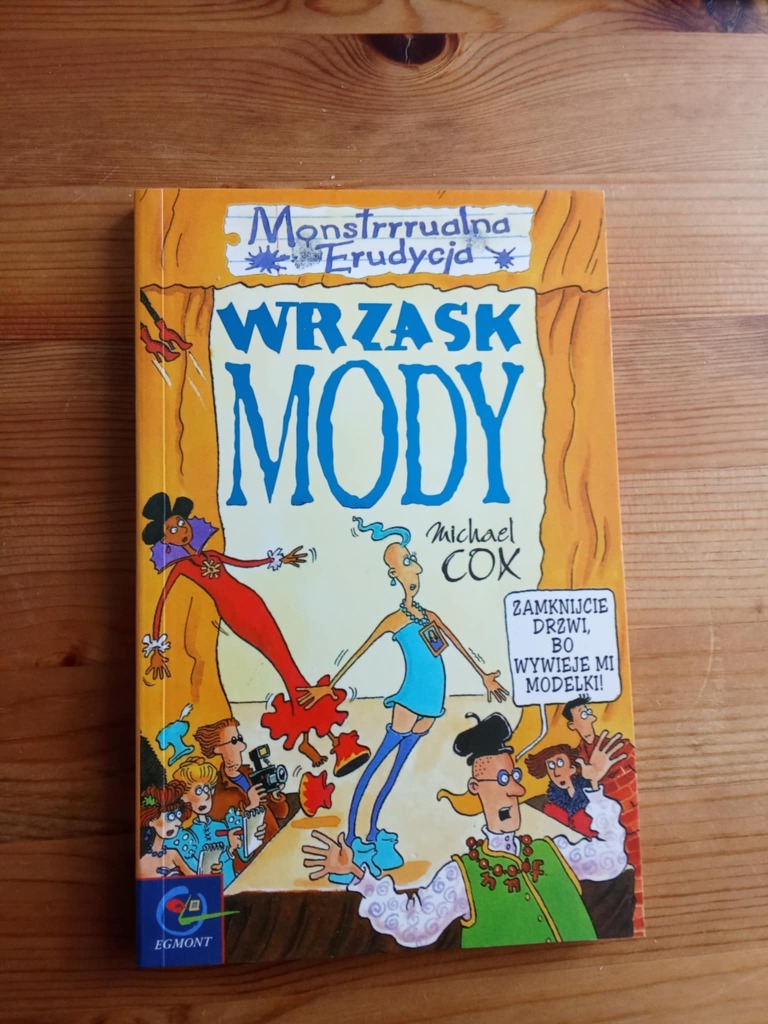 Monstrrrualna
Erudycja
WRZASK
MODY
Michael
COX
ZAMKNIJCIE
DRZWI,
BO
WYWIEJE MI
MODELKI!
EGMONT